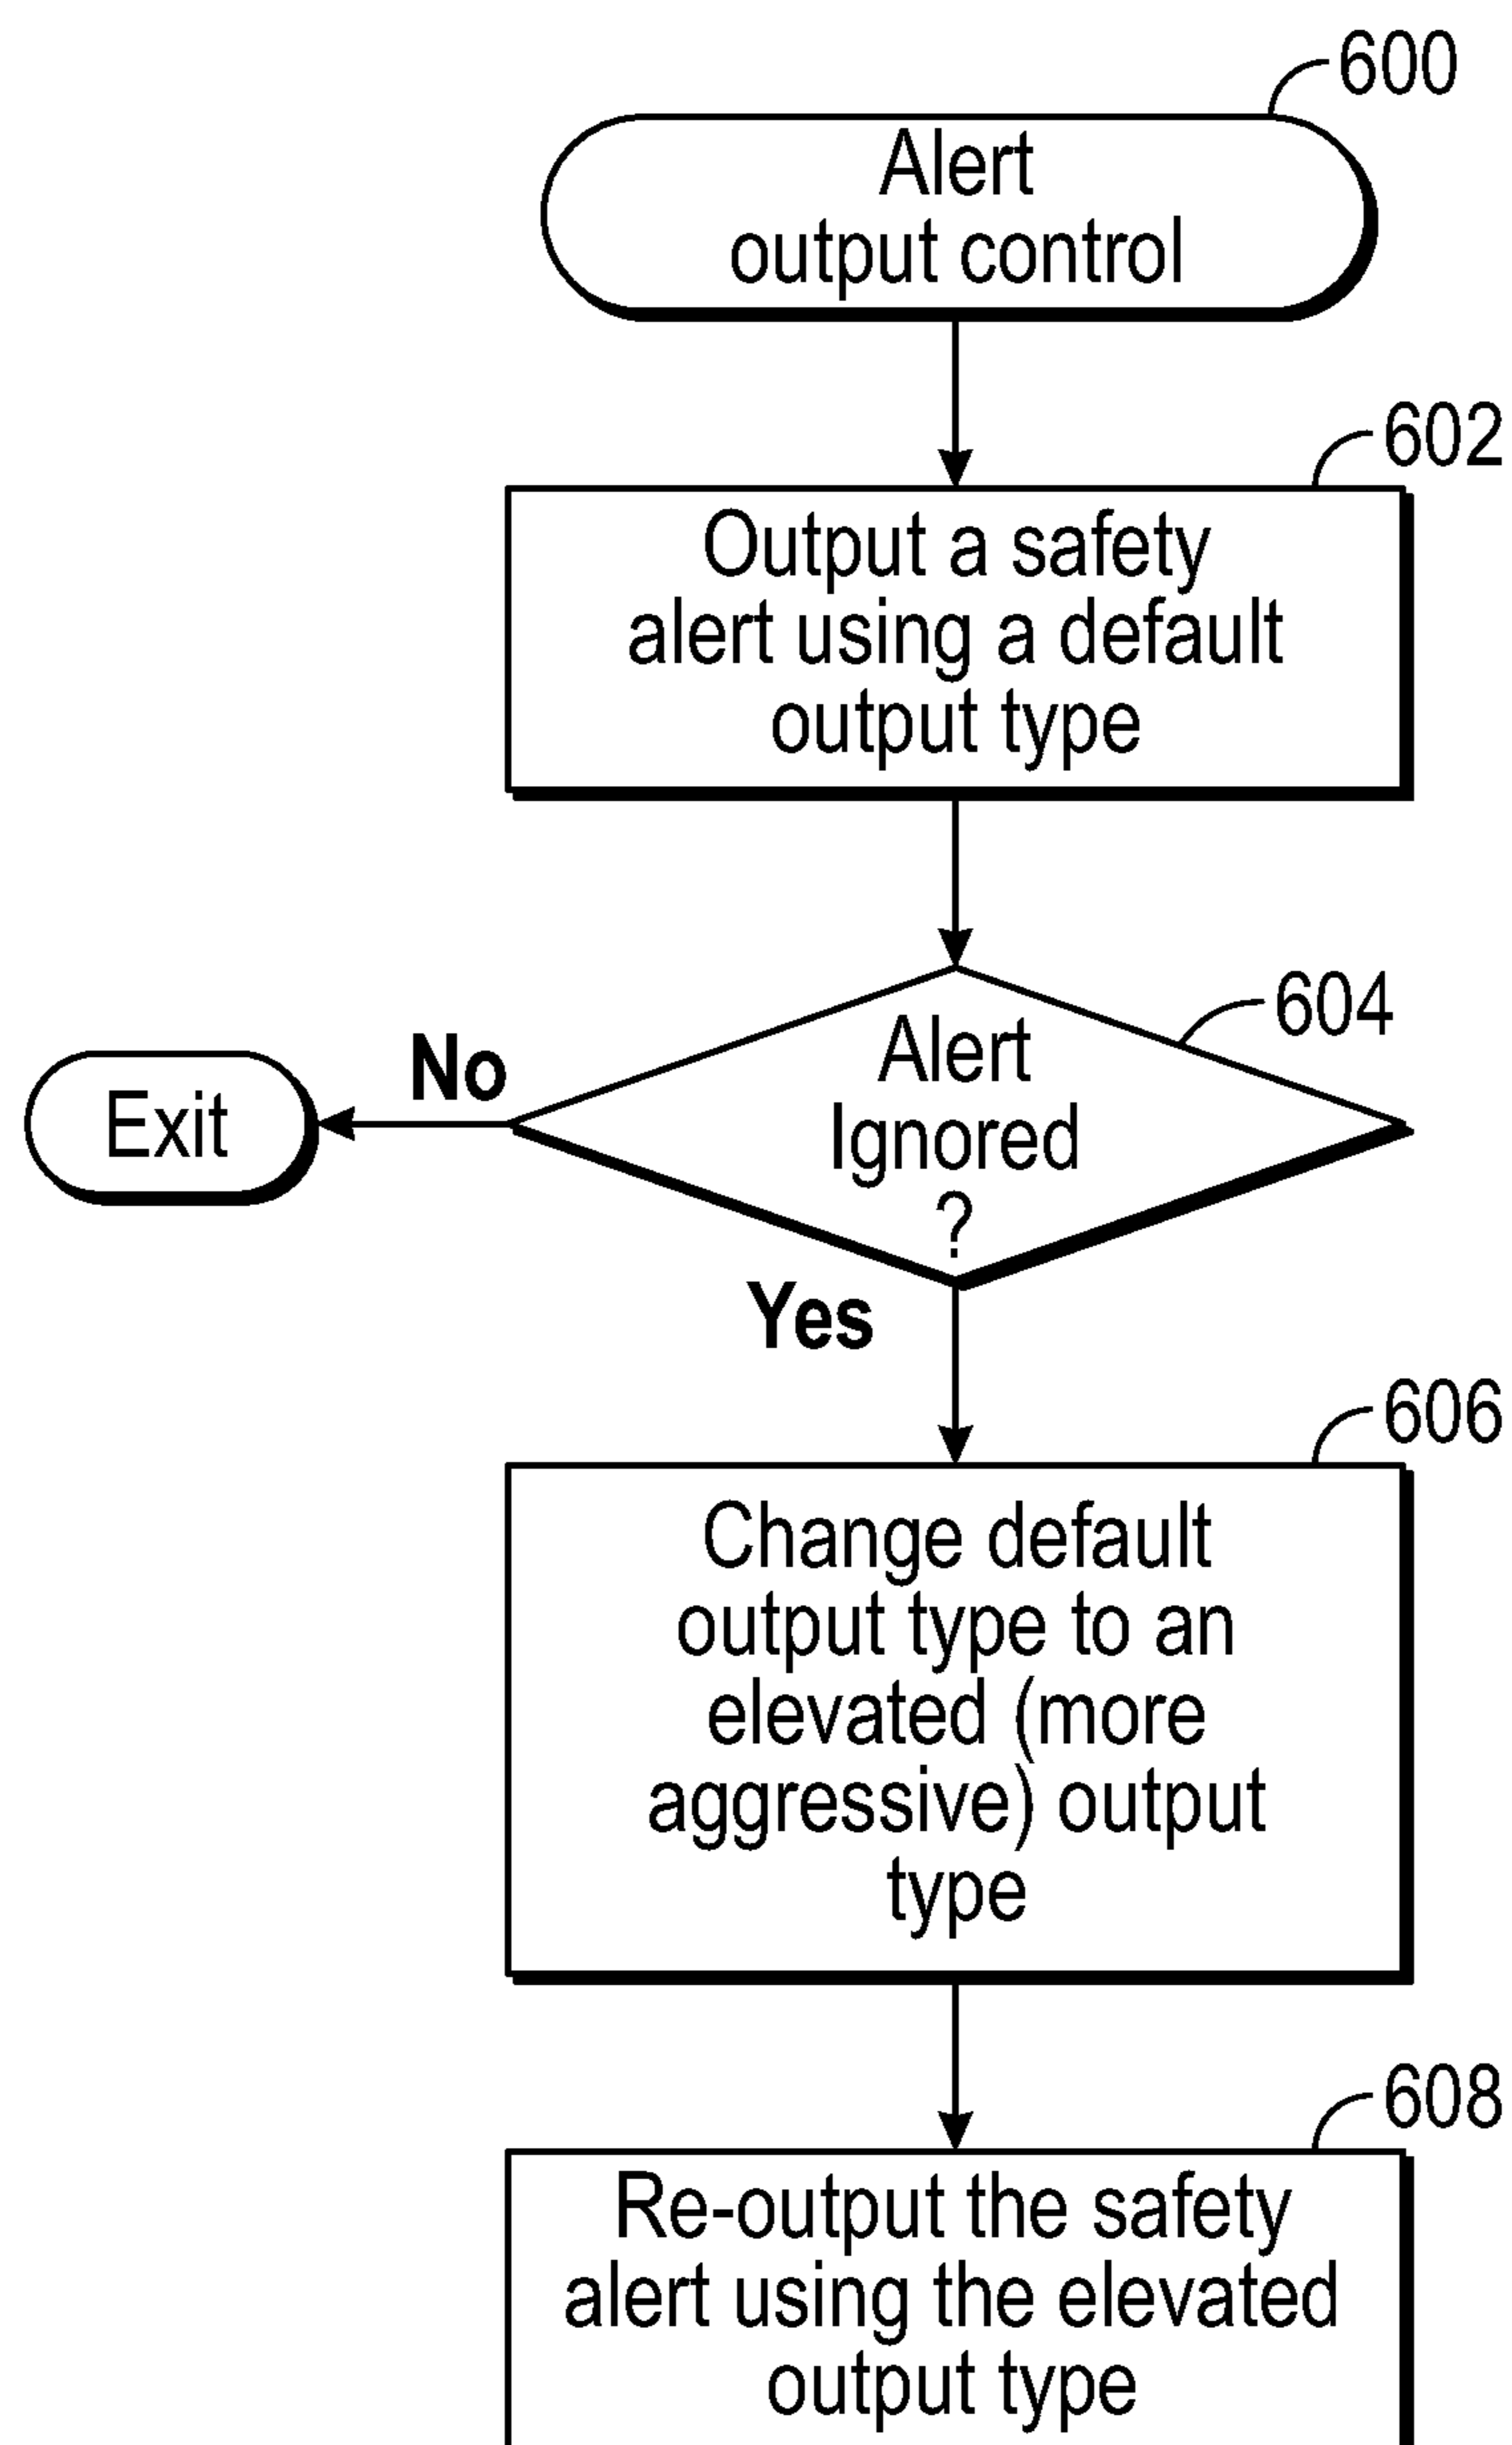 600
Alert
output control
602
Output a safety
alert using a default
output type
604
Alert
Ignored
?
No
Exit
Yes
606
Change default
output type to an
elevated (more
aggressive) output
type
608
Re-output the safety
alert using the elevated
output type